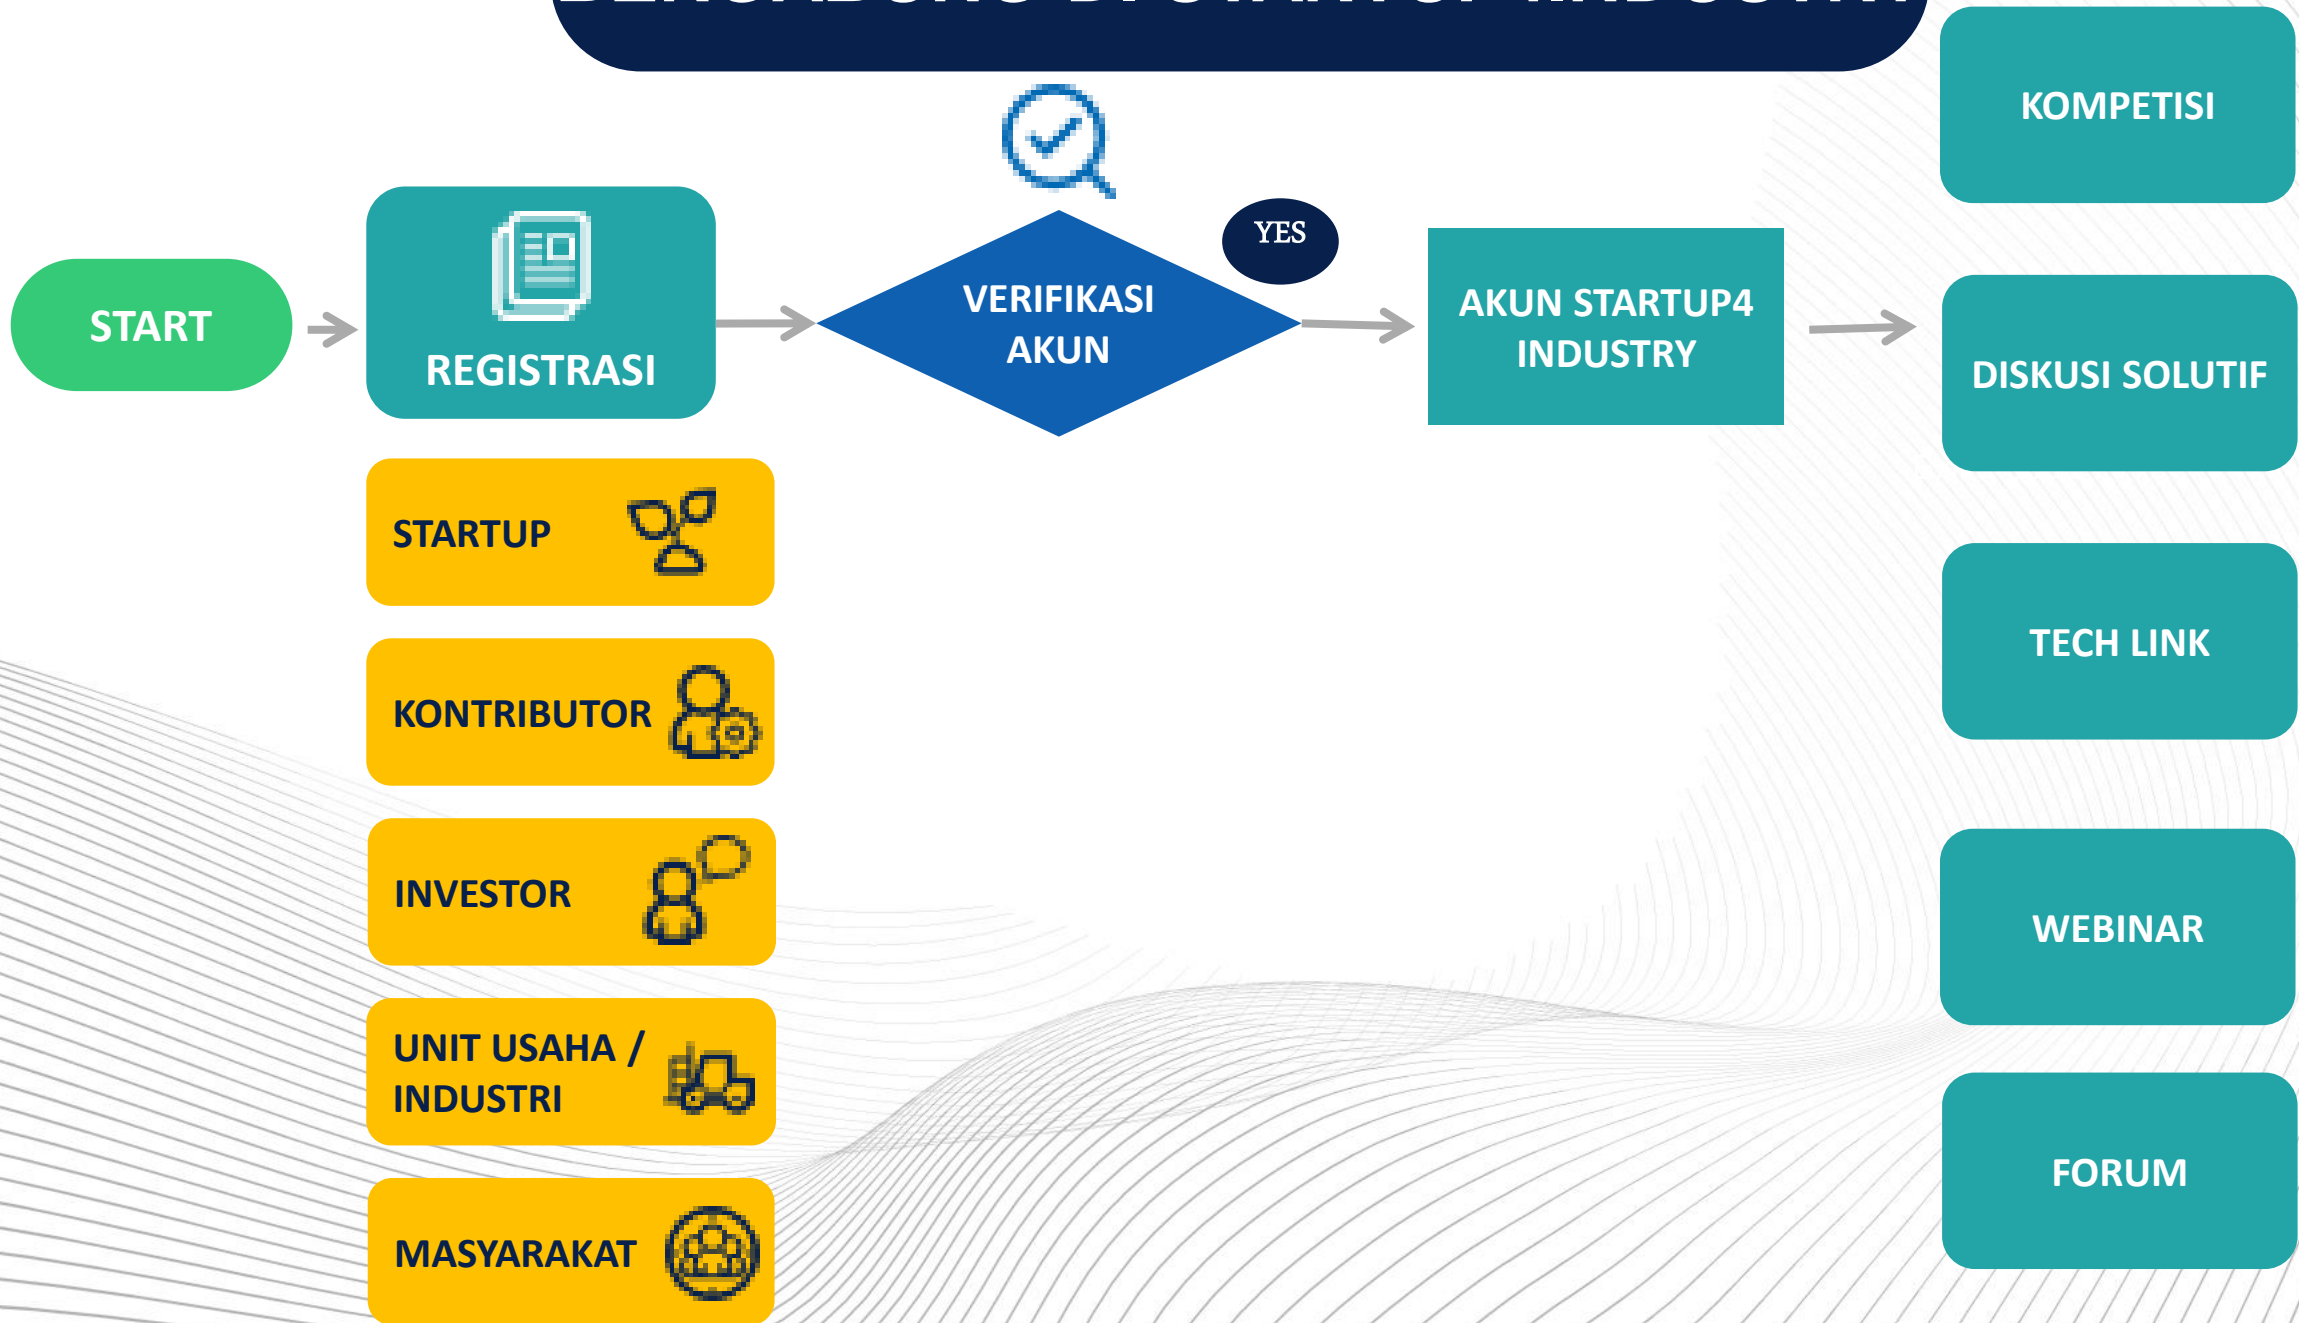 KOMPETISI
YES
START
REGISTRASI
VERIFIKASI
AKUN
AKUN STARTUP4
INDUSTRY
DISKUSI SOLUTIF
STARTUP
KONTRIBUTOR
INVESTOR
UNIT USAHA /
INDUSTRI
MASYARAKAT
TECH LINK
WEBINAR
FORUM